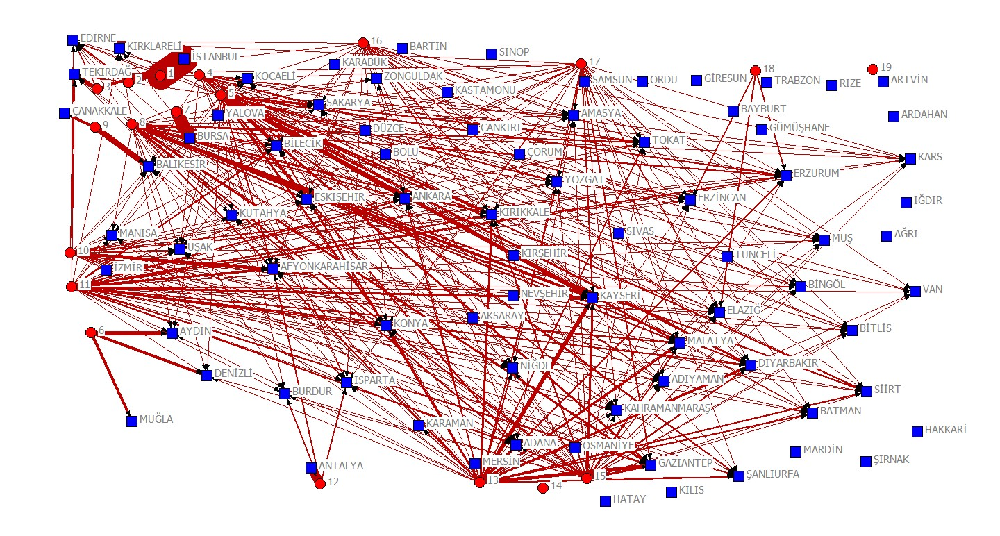 EDİRNE
KIRKLARELİ
16
BARTIN
SİNOP
İSTANBUL
KARABÜK
17
18
19
TEKİRDAĞ
2
1
4
KOCAELİ
ZONGULDAK
SAMSUN
ORDU
GİRESUN
TRABZON
RİZE
ARTVİN
3
5
KASTAMONU
ÇANAKKALE
7
YALOVA
SAKARYA
AMASYA
BAYBURT
ARDAHAN
9
8
BURSA
DÜZCE
ÇANKIRI
GÜMÜŞHANE
BİLECİK
BOLU
ÇORUM
TOKAT
KARS
BALIKESİR
YOZGAT
ERZURUM
ESKİŞEHİR
ANKARA
ERZİNCAN
IĞDIR
KÜTAHYA
KIRIKKALE
MANİSA
SİVAS
AĞRI
10
UŞAK
KIRŞEHİR
TUNCELİ
MUŞ
İZMİR
AFYONKARAHİSAR
11
NEVŞEHİR
KAYSERİ
BİNGÖL
VAN
AKSARAY
ELAZIĞ
6
AYDIN
KONYA
MALATYA
BİTLİS
DENİZLİ
ISPARTA
NİĞDE
ADIYAMAN
DİYARBAKIR
BURDUR
SİİRT
MUĞLA
KARAMAN
KAHRAMANMARAŞ
BATMAN
ADANA
OSMANİYE
HAKKARİ
ANTALYA
MERSİN
GAZİANTEP
MARDİN
ŞIRNAK
12
13
14
15
ŞANLIURFA
HATAY
KİLİS